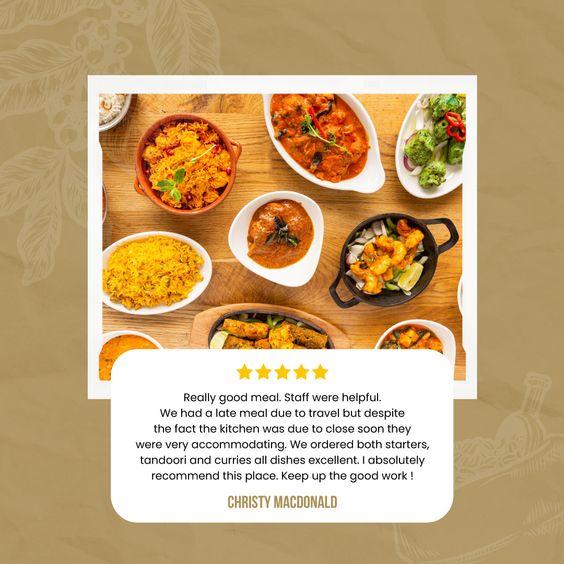 Really good meal. Staff were helpful.
We had a late meal due to travel but despite
the fact the kitchen was due to close soon they
were very accommodating. We ordered both starters,
tandoori and curries all dishes excellent. I absolutely
recommend this place. Keep up the good work !
CHRISTY MACDONALD